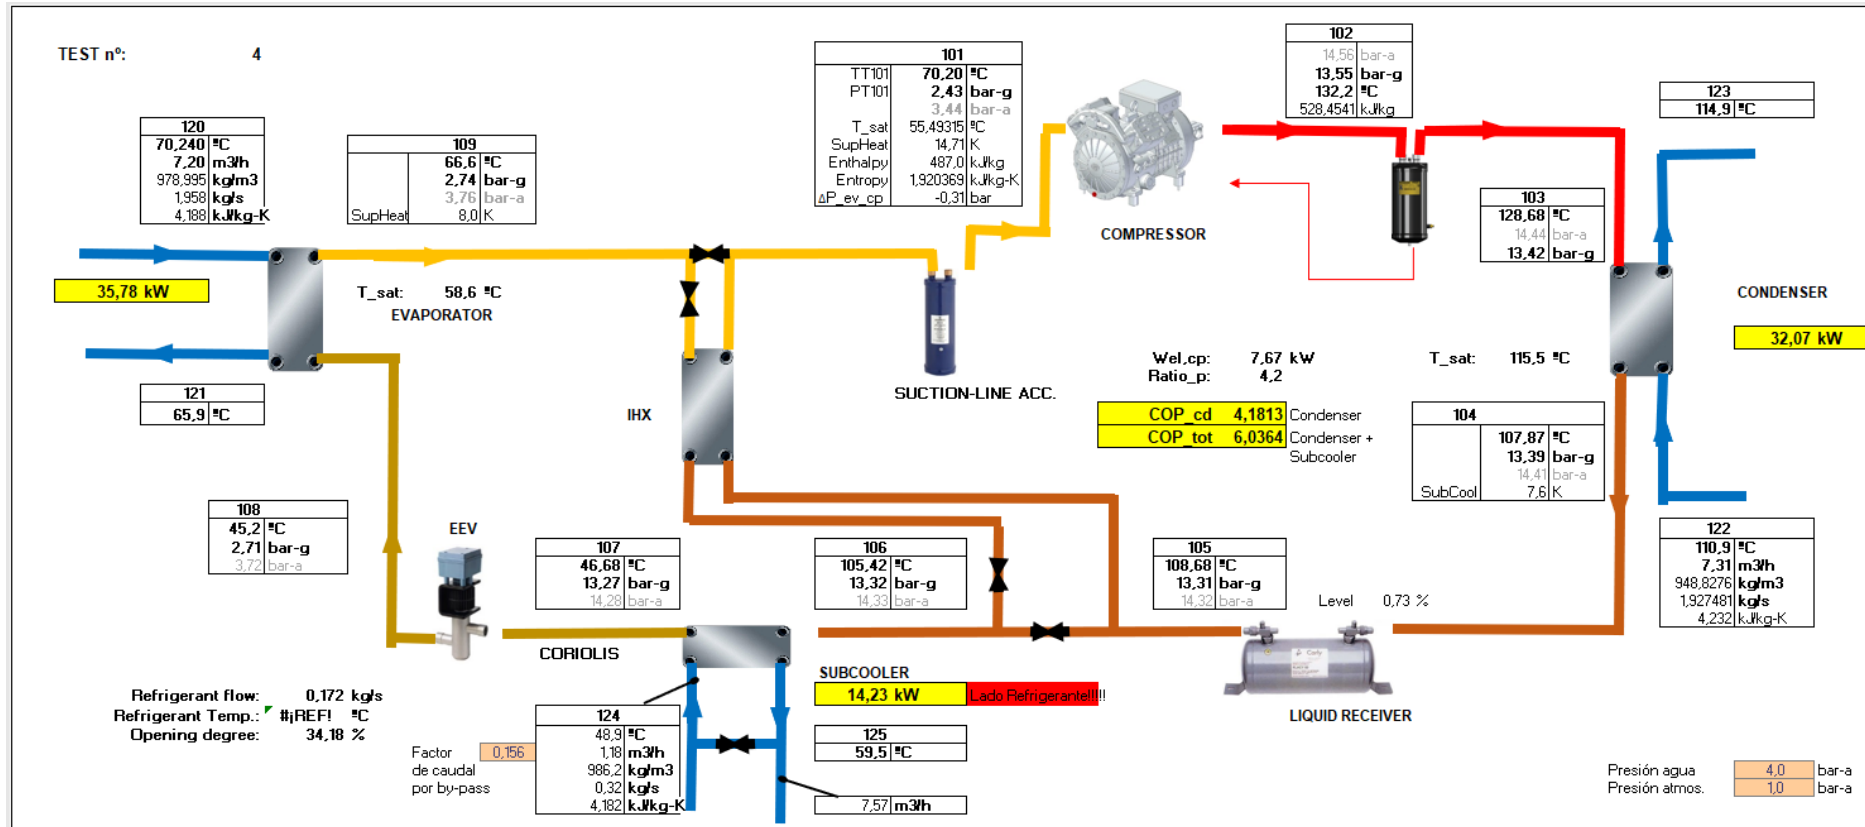 TEST nº: 4
120
70,240 ºC
7,20 m3/h
978,995 kg/m3
1,958 kg/s
4,188 kJ/kg-K
109
66,6 ºC
2,74 bar-g
3,76 bar-a
SupHeat 8,0 K
101
TT101 70,20 ºC
PT101 2,43 bar-g
3,44 bar-a
T_sat 55,49315 ºC
SupHeat 14,71 K
Enthalpy 487,0 kJ/kg
Entropy 1,920369 kJ/kg-K
ΔP_ev_cp -0,31 bar
COMPRESSOR
102
14,56 bar-a
13,55 bar-g
132,2 ºC
528,4541 kJ/kg
123
114,9 ºC
103
128,68 ºC
14,44 bar-a
13,42 bar-g
35,78 kW
T_sat: 58,6 ºC
EVAPORATOR
CONDENSER
32,07 kW
121
65,9 ºC
IHX
SUCTION-LINE ACC.
Wel,cp: 7,67 kW
Ratio_p: 4,2
T_sat: 115,5 ºC
COP_cd 4,1813 Condenser
COP_tot 6,0364 Condenser +
Subcooler
104
107,87 ºC
13,39 bar-g
14,41 bar-a
SubCool 7,6 K
108
45,2 ºC
2,71 bar-g
3,72 bar-a
EEV
107
46,68 ºC
13,27 bar-g
14,28 bar-a
106
105,42 ºC
13,32 bar-g
14,33 bar-a
105
108,68 ºC
13,31 bar-g
14,32 bar-a
Level 0,73 %
122
110,9 ºC
7,31 m3/h
948,8276 kg/m3
1,927481 kg/s
4,232 kJ/kg-K
CORIOLIS
SUBCOOLER
14,23 kW Lado Refrigerante!!!!!
LIQUID RECEIVER
Refrigerant flow: 0,172 kg/s
Refrigerant Temp.: #¡REF! ºC
Opening degree: 34,18 %
Factor 0,156
de caudal
por by-pass
124
48,9 ºC
1,18 m3/h
986,2 kg/m3
0,32 kg/s
4,182 kJ/kg-K
125
59,5 ºC
7,57 m3/h
Presión agua 4,0 bar-a
Presión atmos. 1,0 bar-a